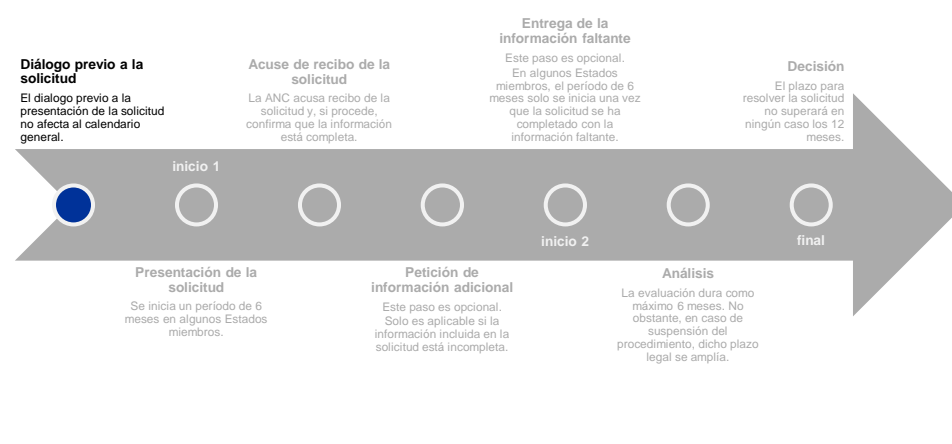 Diálogo previo a la
solicitud
El dialogo previo a la
presentación de la solicitud
no afecta al calendario
general.
Acuse de recibo de la
solicitud
La ANC acusa recibo de la
solicitud y, si procede,
confirma que la información
está completa.
Entrega de la
información faltante
Este paso es opcional.
En algunos Estados
miembros, el período de 6
meses solo se inicia una vez
que la solicitud se ha
completado con la
información faltante.
Decisión
El plazo para
resolver la solicitud
no superará en
ningún caso los 12
meses.
inicio 1
inicio 2
final
Presentación de la
solicitud
Se inicia un período de 6
meses en algunos Estados
miembros.
Petición de
información adicional
Este paso es opcional.
Solo es aplicable si la
información incluida en la
solicitud está incompleta.
Análisis
La evaluación dura como
máximo 6 meses. No
obstante, en caso de
suspensión del
procedimiento, dicho plazo
legal se amplía.